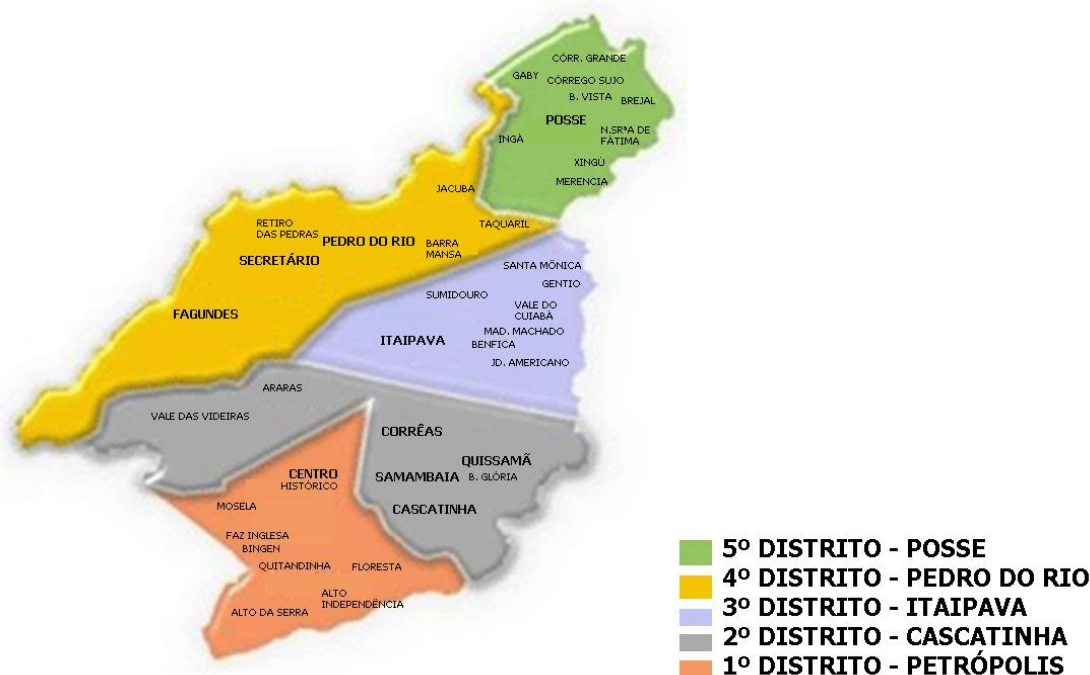 CÓRR. GRANDE
GABY
CÓRREGO SUJO
B. VISTA
BREJAL
POSSE
INGÁ
N.SRªA DE
FÁTIMA
XINGÚ
MERENCIA
JACUBA
RETIRO
DAS PEDRAS
PEDRO DO RIO
TAQUARIL
BARRA
MANSA
SECRETÁRIO
FAGUNDES
SANTA MÔNICA
GENTIO
SUMIDOURO
VALE DO
CUIABÁ
MAD. MACHADO
ITAIPAVA
BENFICA
JD. AMERICANO
ARARAS
VALE DAS VIDEIRAS
CORRÊAS
QUISSAMÃ
SAMAMBAIA
B. GLÓRIA
CASCATINHA
CENTRO
HISTÓRICO
MOSELA
FAZ INGLESA
BINGEN
QUITANDINHA
FLORESTA
ALTO
INDEPENDÊNCIA
ALTO DA SERRA
5º DISTRITO - POSSE
4º DISTRITO - PEDRO DO RIO
3º DISTRITO - ITAIPAVA
2º DISTRITO - CASCATINHA
1º DISTRITO - PETRÓPOLIS